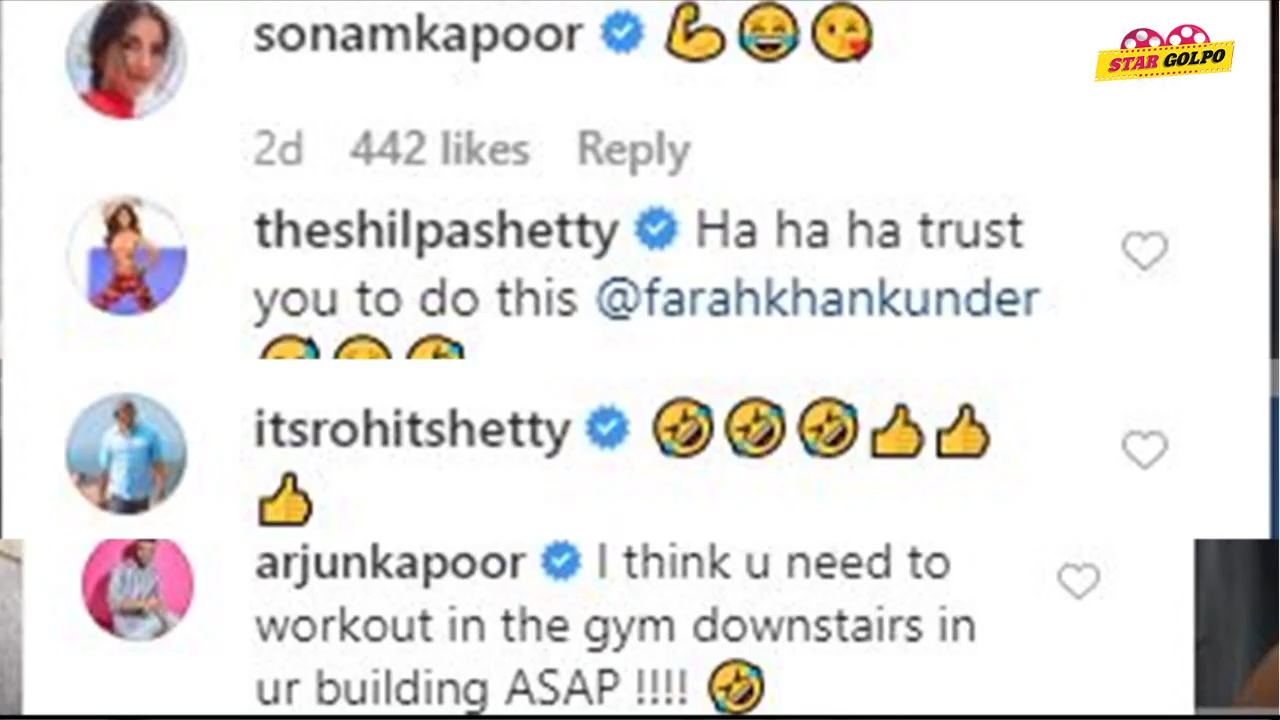 sonamkapoor 💪😂😘
STAR GOLPO
2d 442 likes Reply
theshilpashetty Ha ha ha trust
you to do this @farahkhankunder
itsrohitshetty 🤣🤣🤣👍👍
👍
arjunkapoor I think u need to
workout in the gym downstairs in
ur building ASAP !!!! 🤣